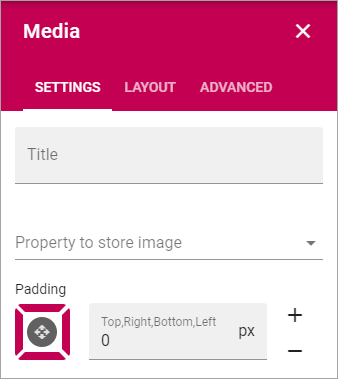 Media
SETTINGS LAYOUT ADVANCED
Title
Property to store image
Padding
Top,Right,Bottom,Left
0 px